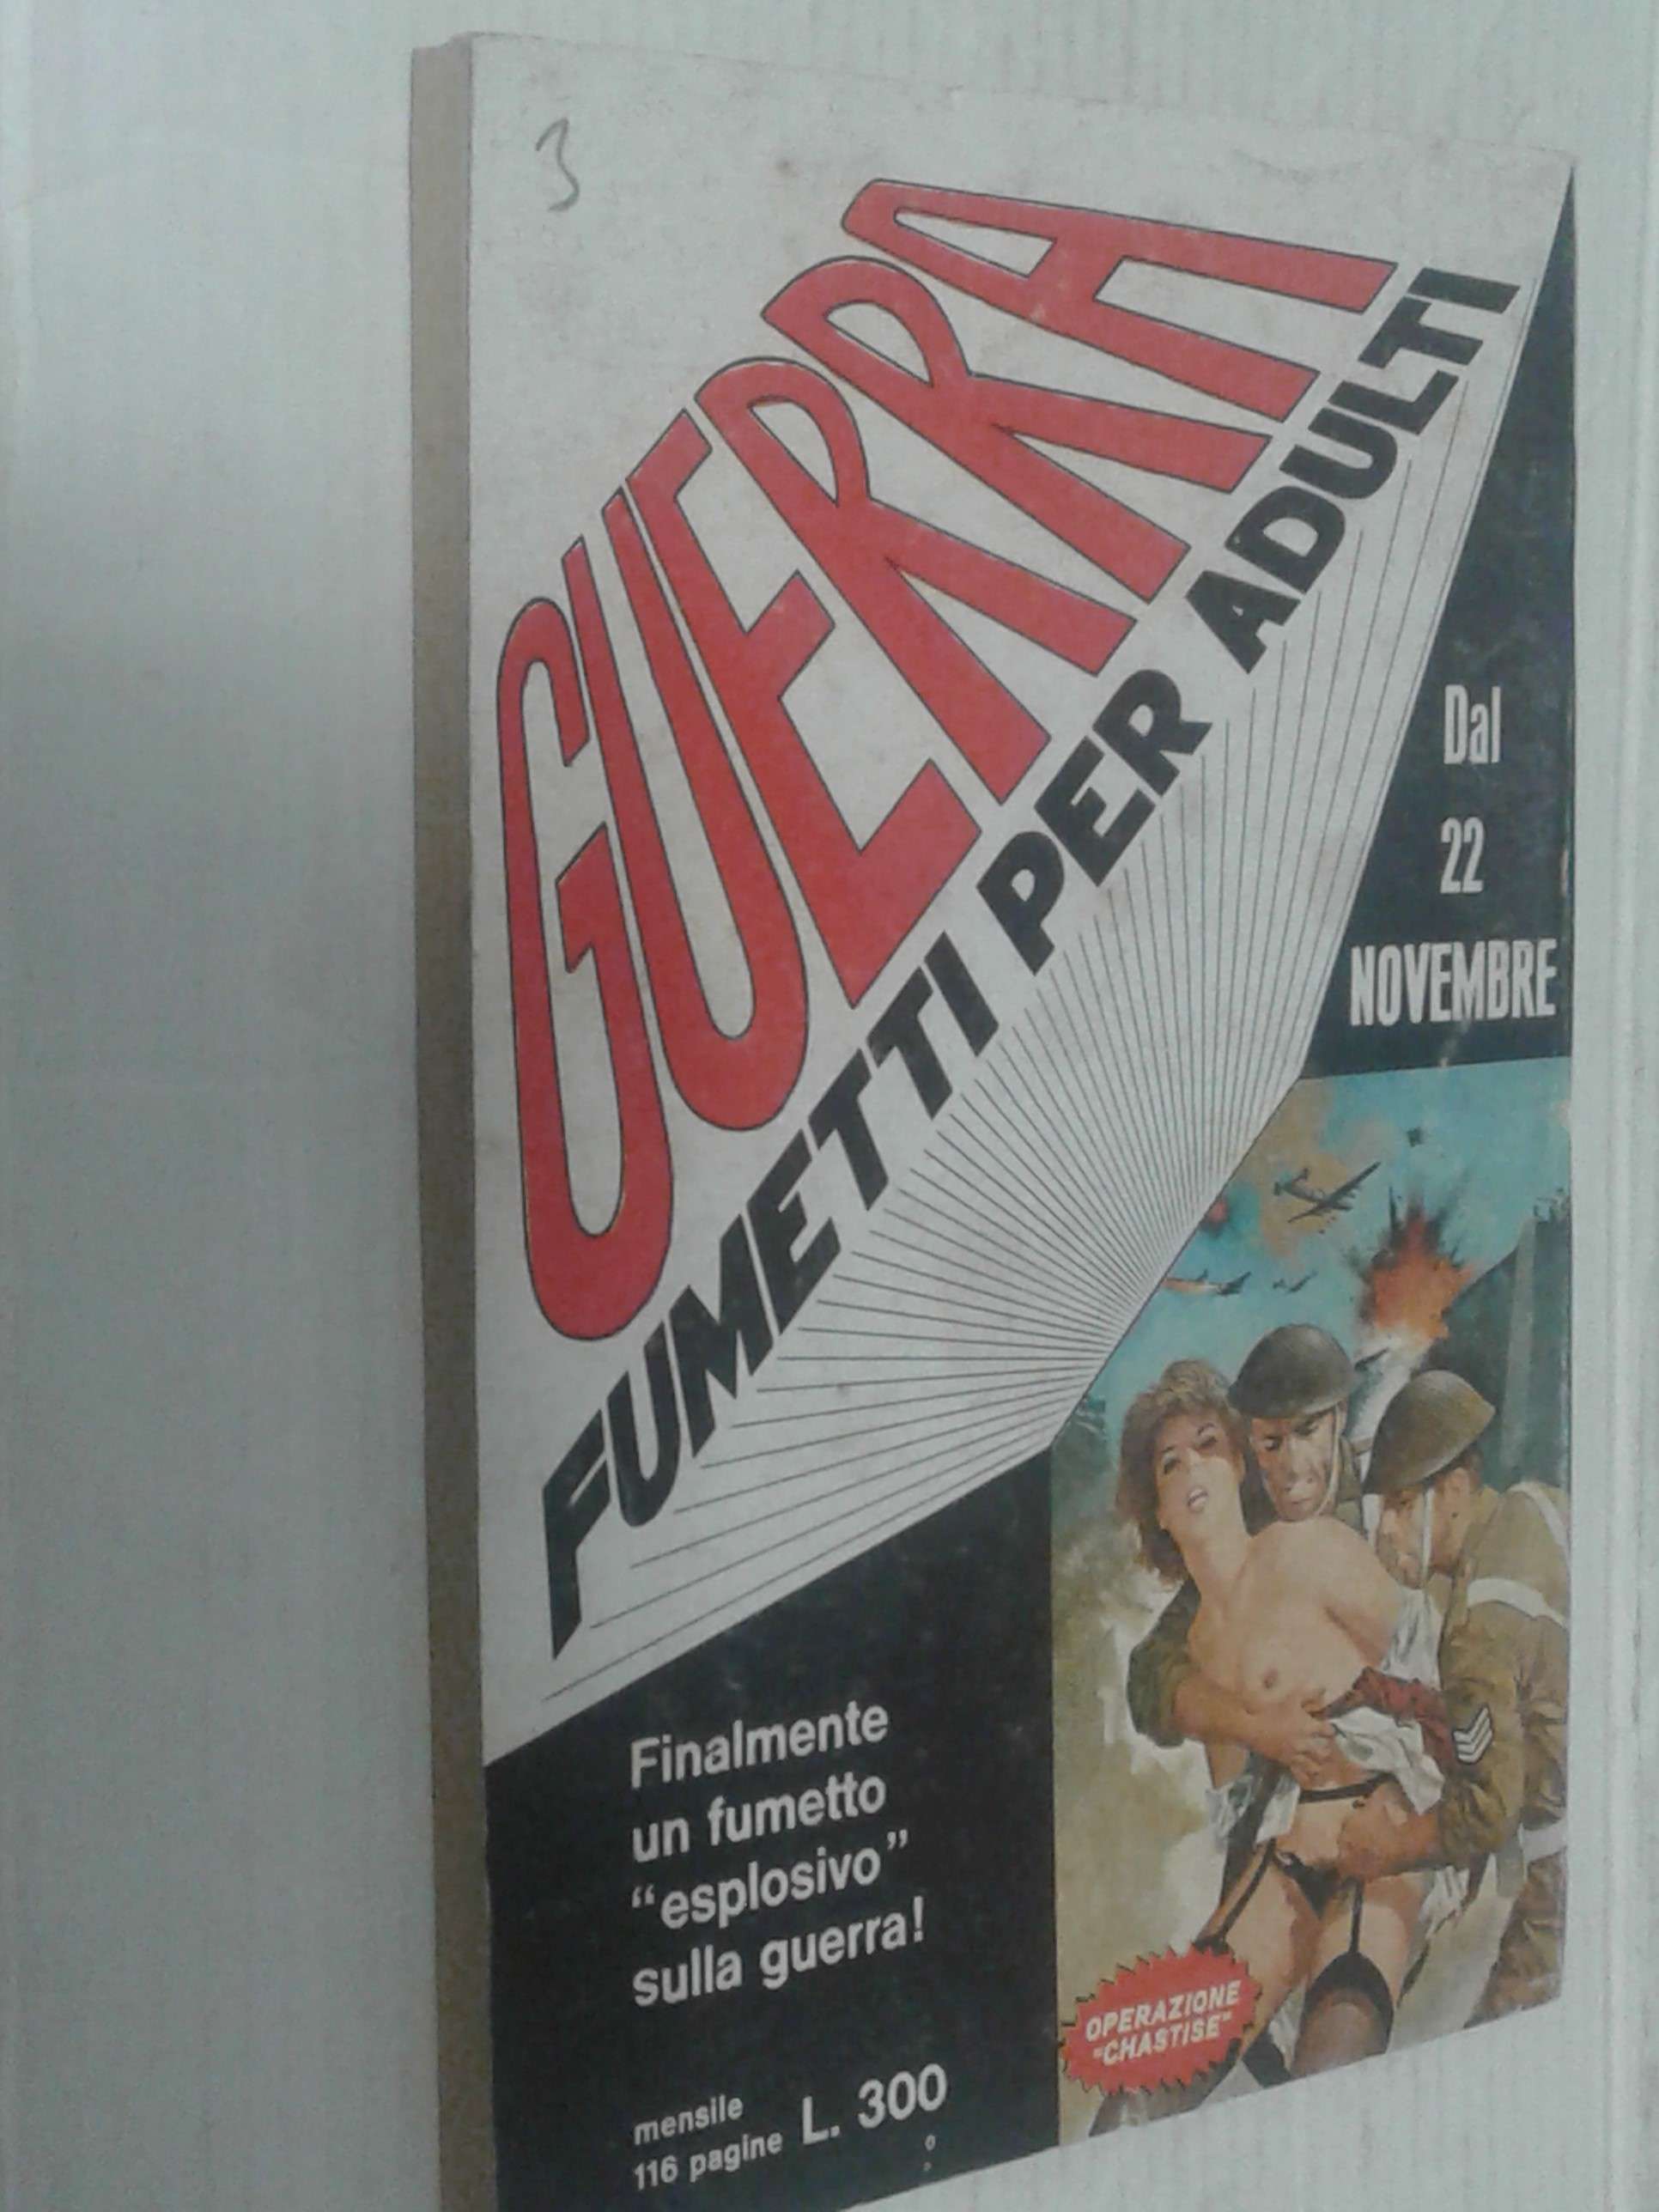 3
GUERRA
FUMETTI PER ADULTI
Dal
22
NOVEMBRE
Finalmente
un fumetto
“esplosivo”
sulla guerra!
OPERAZIONE
"CHASTISE"
mensile
116 pagine L. 300